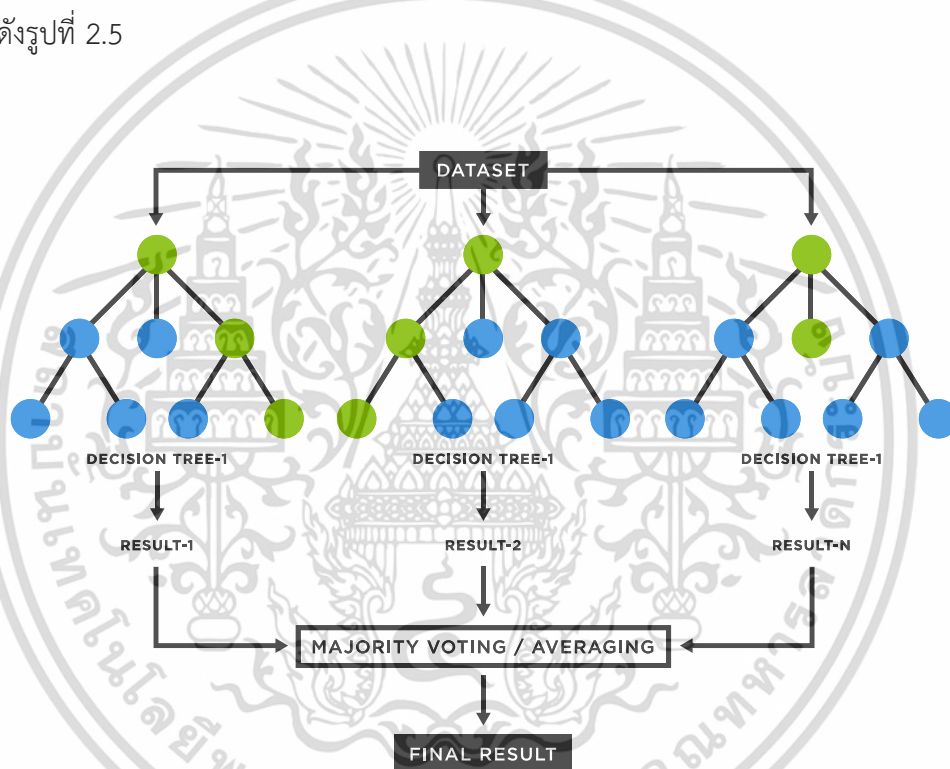 ดังรูปที่ 2.5
DATASET
DECISION TREE-1 DECISION TREE-1 DECISION TREE-1
RESULT-1 RESULT-2 RESULT-N
MAJORITY VOTING / AVERAGING
FINAL RESULT